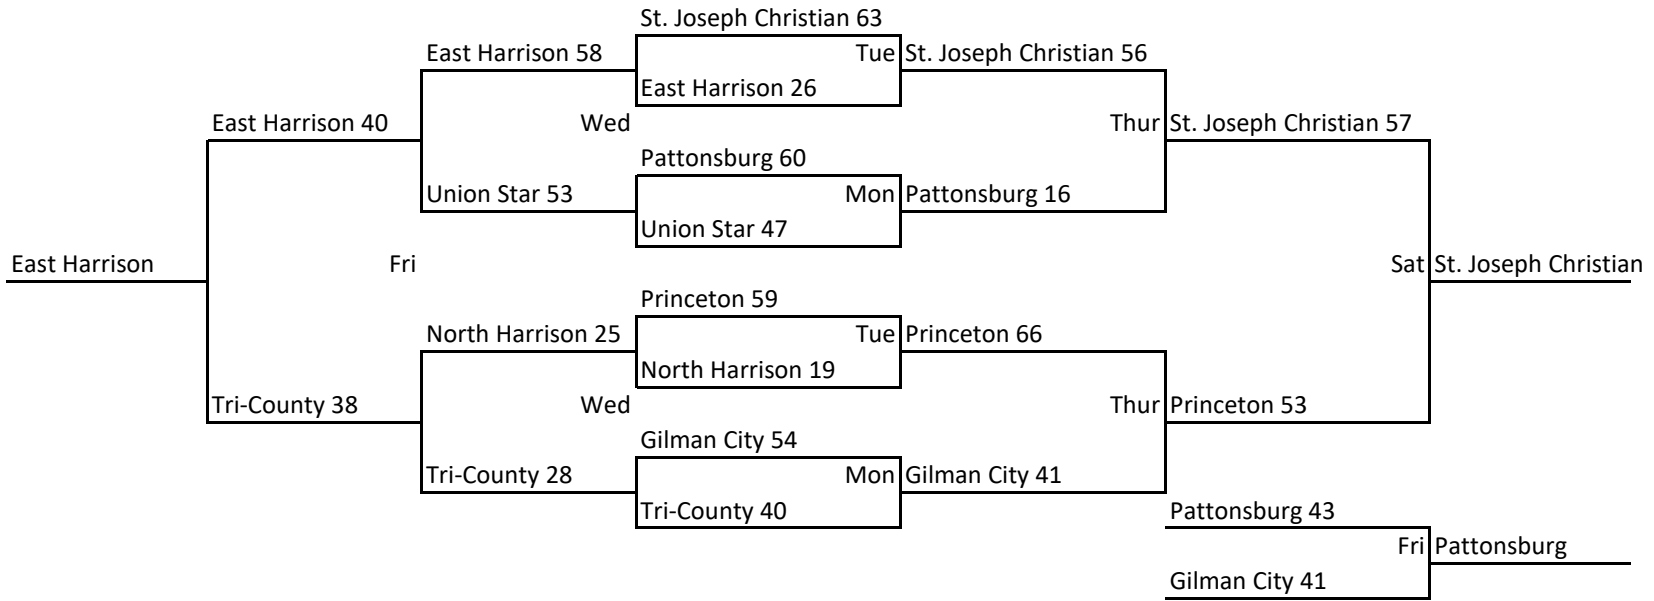 St. Joseph Christian 63
East Harrison 58
Tue
St. Joseph Christian 56
East Harrison 26
East Harrison 40
Wed
Thur
St. Joseph Christian 57
Pattonsburg 60
Union Star 53
Mon
Pattonsburg 16
Union Star 47
East Harrison
Fri
Sat
St. Joseph Christian
Princeton 59
North Harrison 25
Tue
Princeton 66
North Harrison 19
Tri-County 38
Wed
Thur
Princeton 53
Gilman City 54
Tri-County 28
Mon
Gilman City 41
Tri-County 40
Pattonsburg 43
Fri
Pattonsburg
Gilman City 41